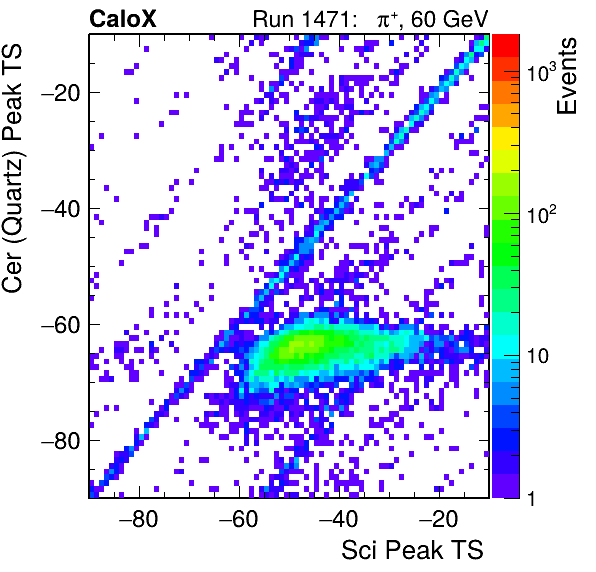 CaloX Run 1471: π⁺, 60 GeV
Cer (Quartz) Peak TS
−20
−40
−60
−80
−80 −60 −40 −20
Sci Peak TS
Events
10³
10²
10
1